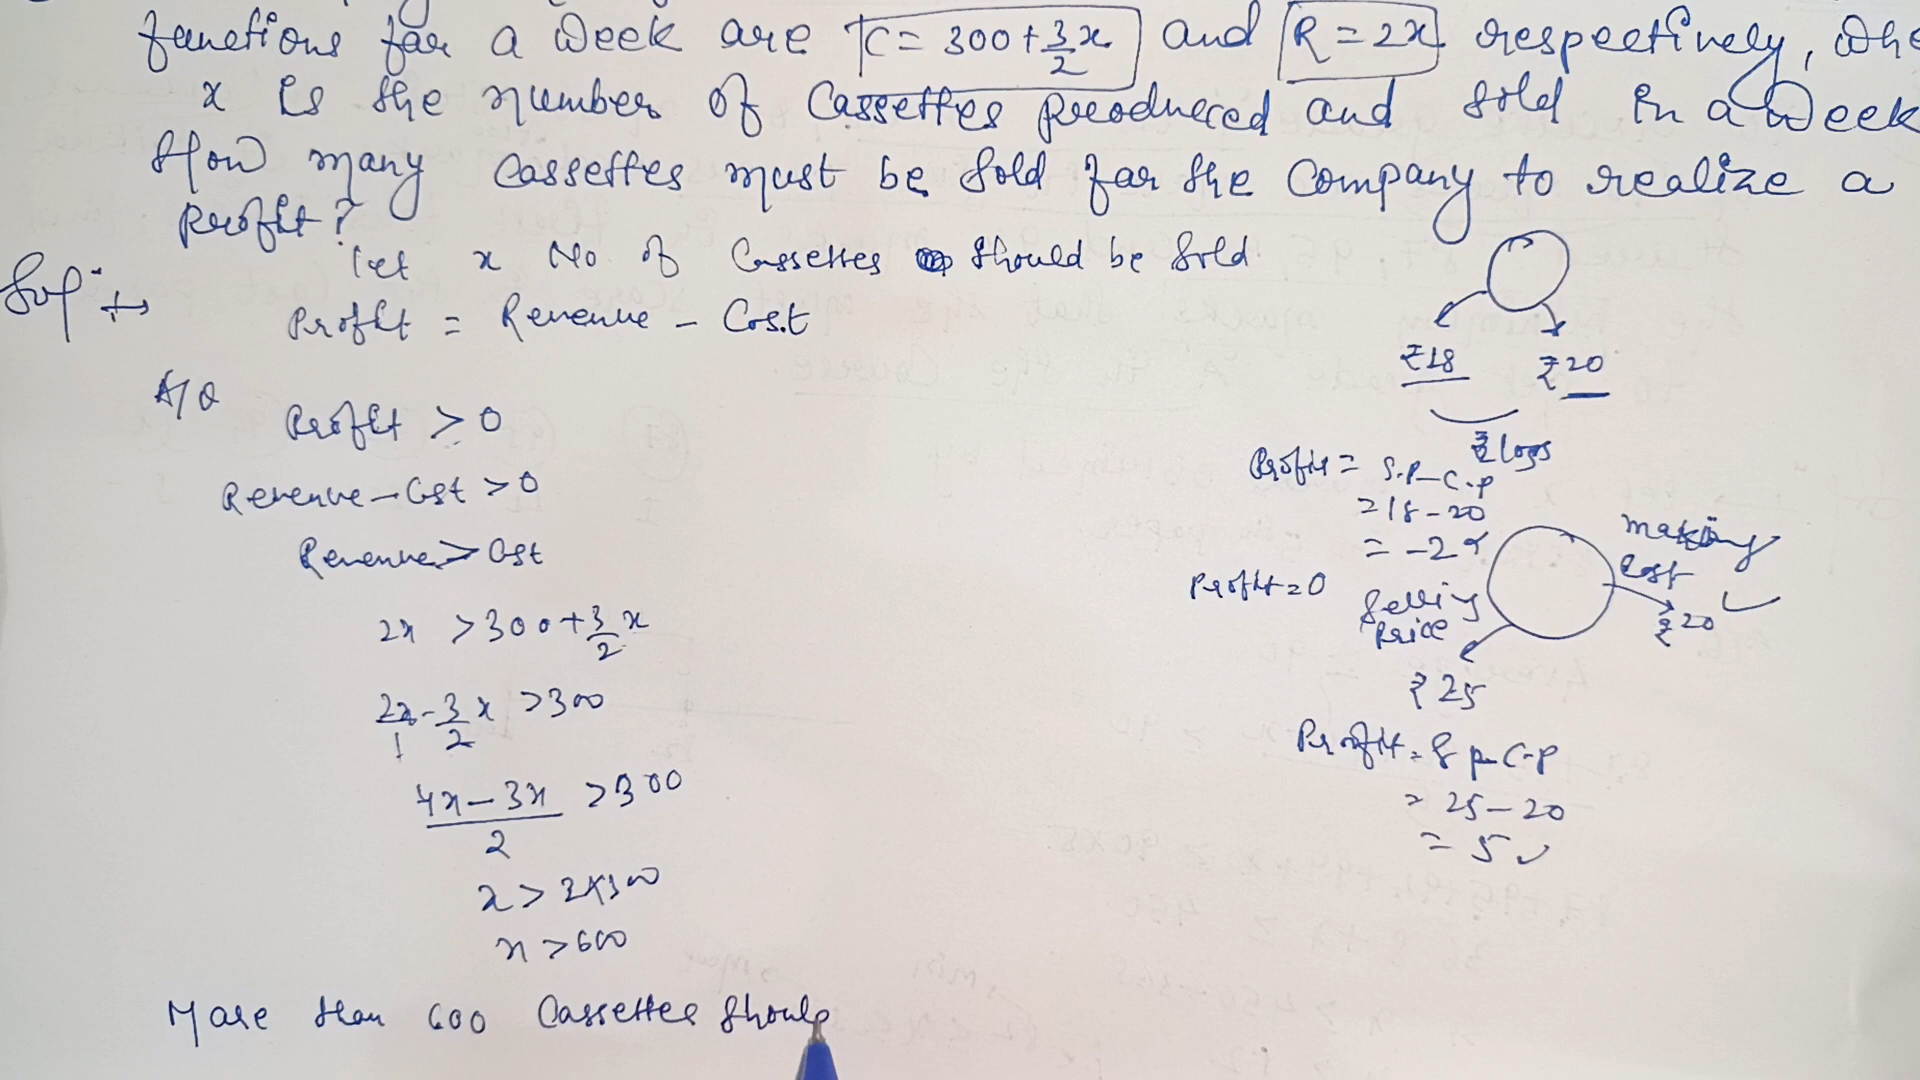 functions for a week are C = 300 + 3/2 x and R = 2x respectively, whe
x is the number of Cassettes produced and sold in a week
How many cassettes must be sold for the Company to realize a
profit?
Sol:→
let x No of Cassettes should be sold
Profit = Revenue - Cost
A/Q
Profit > 0
Revenue - Cost > 0
Revenue > Cost
2x > 300 + 3/2 x
2x/1 - 3/2 x > 300
4x - 3x / 2 > 300
x > 2×300
x > 600
More than 600 Cassettes Shoul
₹18 ₹20
₹2 loss
Profit = S.P - C.P
= 18 - 20
= -2₹
Profit = 0
making
cost
₹20
Selling
Price
₹25
Profit = S.P - C.P
= 25 - 20
= 5